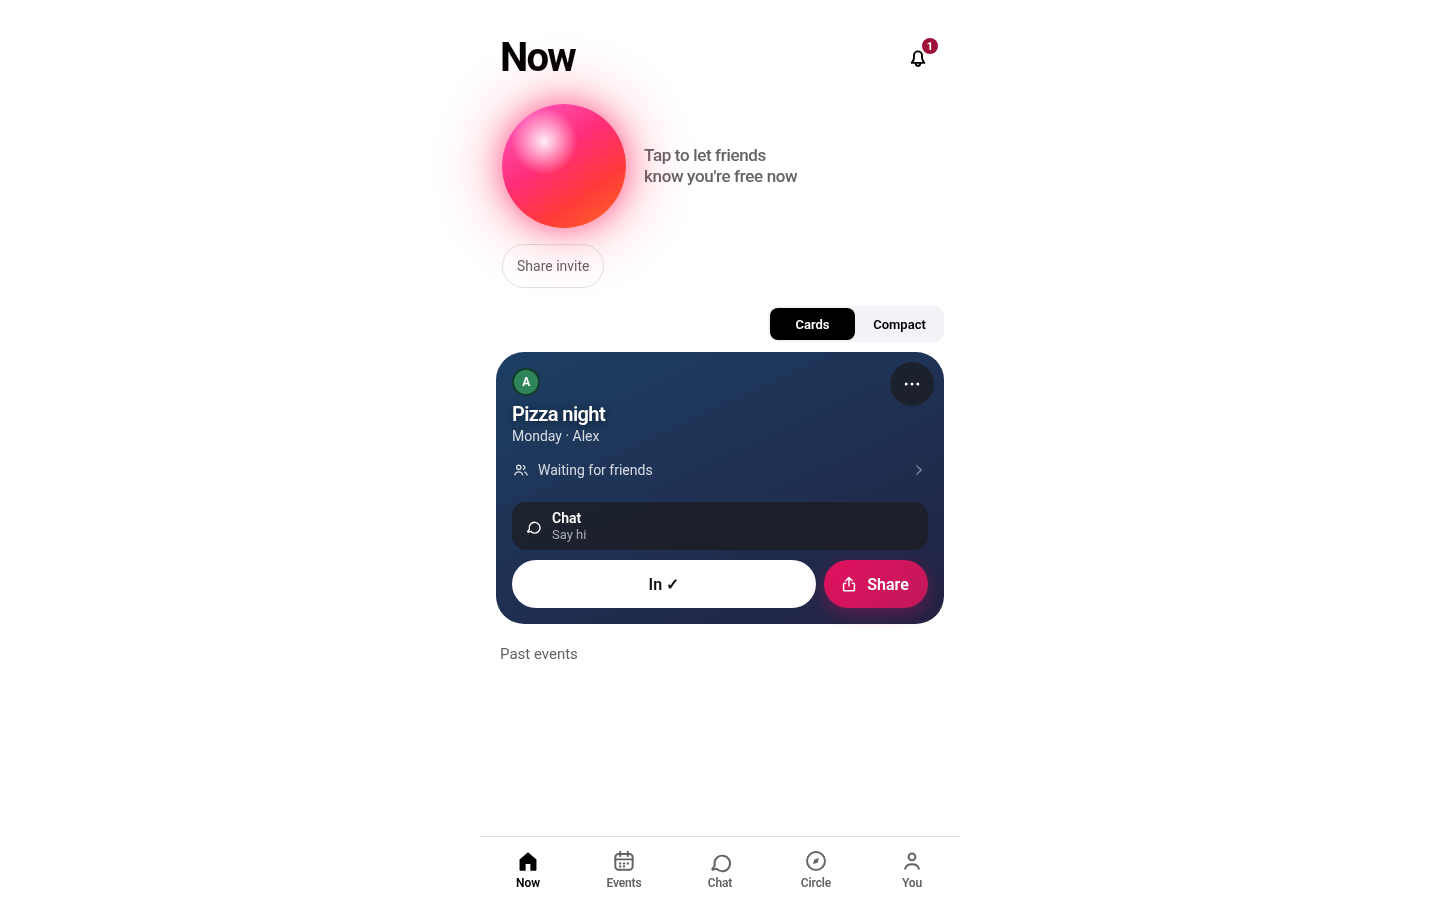 Now
1
Tap to let friends
know you're free now
Share invite
Cards
Compact
A
Pizza night
Monday · Alex
Waiting for friends
Chat
Say hi
In ✓
Share
Past events
Now
Events
Chat
Circle
You